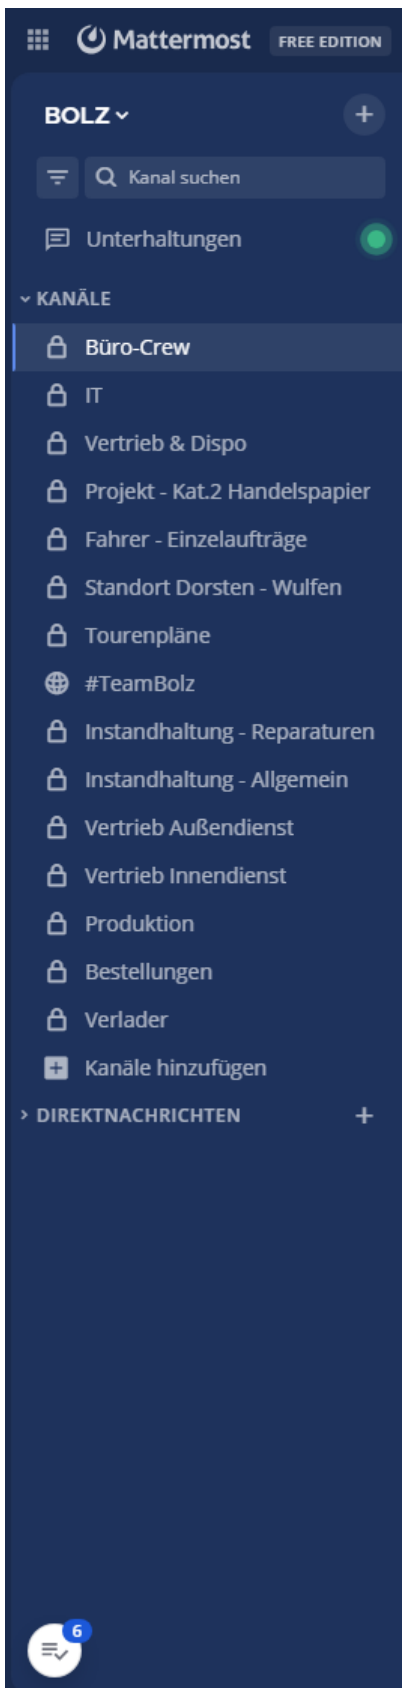 Mattermost FREE EDITION
BOLZ
Kanal suchen
Unterhaltungen
KANÄLE
Büro-Crew
IT
Vertrieb & Dispo
Projekt - Kat.2 Handelspapier
Fahrer - Einzelaufträge
Standort Dorsten - Wulfen
Tourenpläne
#TeamBolz
Instandhaltung - Reparaturen
Instandhaltung - Allgemein
Vertrieb Außendienst
Vertrieb Innendienst
Produktion
Bestellungen
Verlader
Kanäle hinzufügen
DIREKTNACHRICHTEN
6